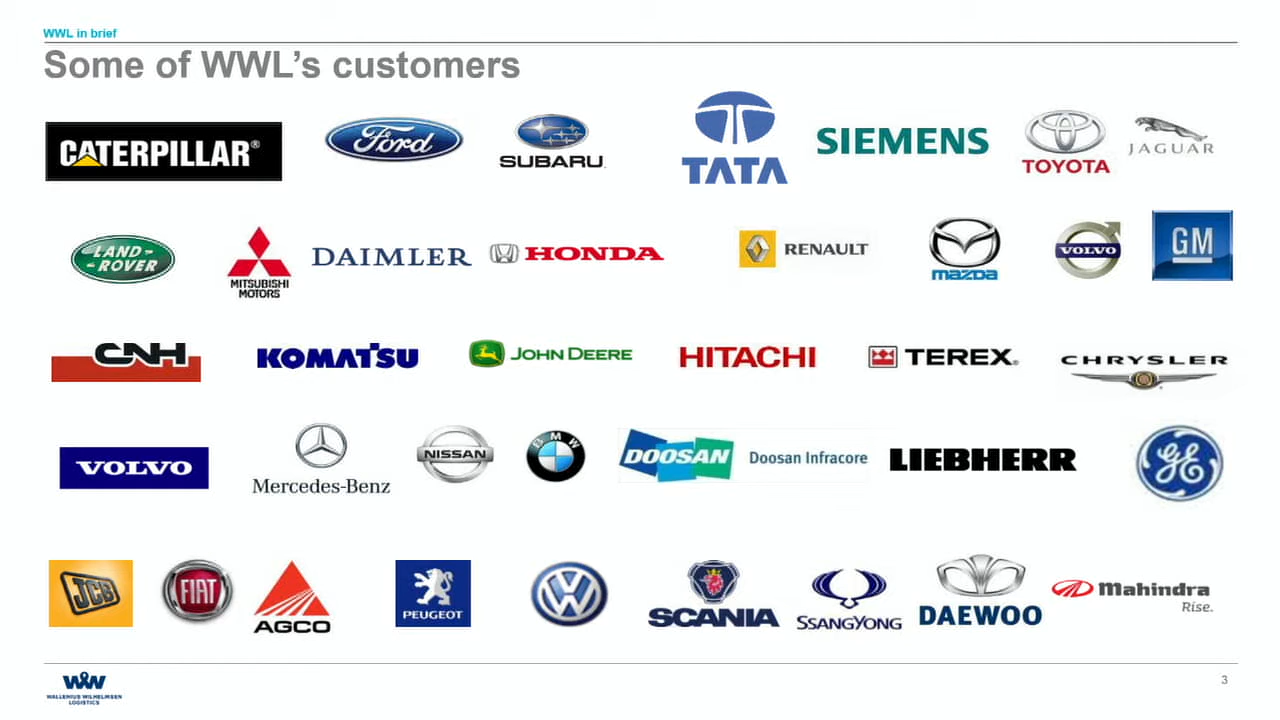 WWL in brief
Some of WWL's customers
CATERPILLAR®
Ford
SUBARU
TATA
SIEMENS
TOYOTA
JAGUAR
LAND-
-ROVER
MITSUBISHI
MOTORS
DAIMLER
HONDA
RENAULT
mazda
VOLVO
GM
CNH
KOMATSU
JOHN DEERE
HITACHI
TEREX®
CHRYSLER
VOLVO
Mercedes-Benz
NISSAN
BMW
DOOSAN Doosan Infracore
LIEBHERR
GE
JCB
FIAT
AGCO
PEUGEOT
VW
SCANIA
SSANGYONG
DAEWOO
Mahindra
Rise.
WW
WALLENIUS WILHELMSEN
LOGISTICS
3